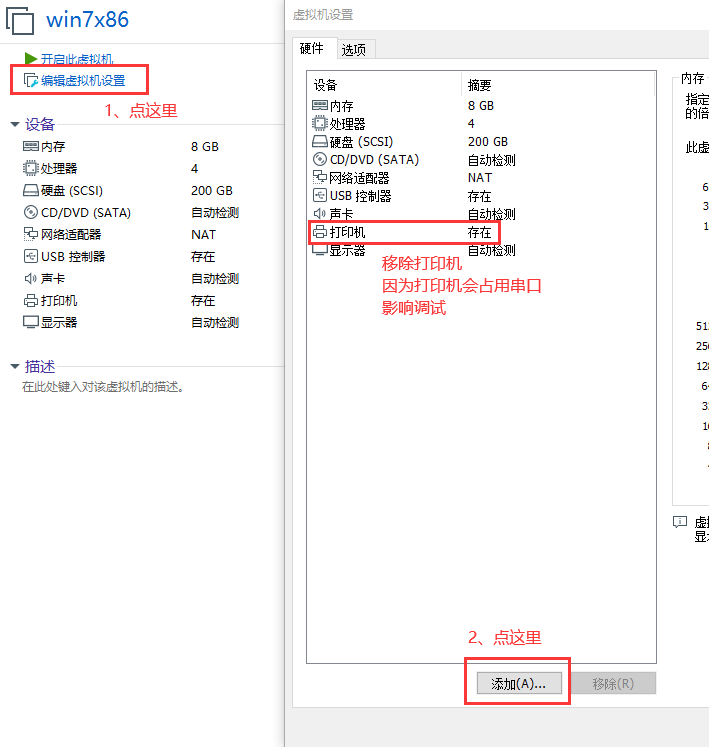 win7x86
开启此虚拟机
编辑虚拟机设置
1、点这里
设备
内存 8 GB
处理器 4
硬盘 (SCSI) 200 GB
CD/DVD (SATA) 自动检测
网络适配器 NAT
USB 控制器 存在
声卡 自动检测
打印机 存在
显示器 自动检测
描述
在此处键入对该虚拟机的描述。
虚拟机设置
硬件 选项
设备 摘要
内存 8 GB
处理器 4
硬盘 (SCSI) 200 GB
CD/DVD (SATA) 自动检测
网络适配器 NAT
USB 控制器 存在
声卡 自动检测
打印机 存在
显示器 自动检测
移除打印机
因为打印机会占用串口
影响调试
2、点这里
添加(A)... 移除(R)
内存
指定
的倍
此虚
6
3
1
51
25
12
6
3
1
虚拟
显